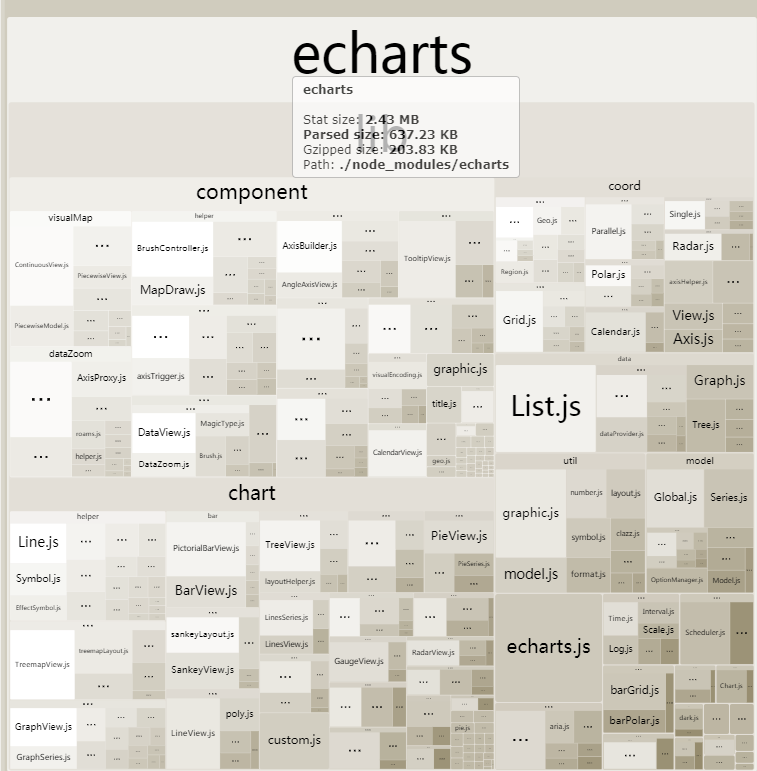 echarts
echarts
Stat size: 2.43 MB
Parsed size: 637.23 KB
Gzipped size: 203.83 KB
Path: ./node_modules/echarts
lib
component
visualMap
helper
...
...
ContinuousView.js
...
PiecewiseView.js
PiecewiseModel.js
BrushController.js
MapDraw.js
AxisBuilder.js
AngleAxisView.js
TooltipView.js
dataZoom
AxisProxy.js
roams.js
helper.js
axisTrigger.js
DataView.js
DataZoom.js
MagicType.js
Brush.js
visualEncoding.js
graphic.js
title.js
CalendarView.js
geo.js
coord
Geo.js
Region.js
Grid.js
Parallel.js
Polar.js
Calendar.js
Single.js
Radar.js
axisHelper.js
View.js
Axis.js
data
List.js
dataProvider.js
Graph.js
Tree.js
util
graphic.js
model.js
number.js
layout.js
symbol.js
clazz.js
format.js
model
Global.js
Series.js
OptionManager.js
Model.js
chart
helper
Line.js
Symbol.js
EffectSymbol.js
bar
PictorialBarView.js
BarView.js
TreeView.js
layoutHelper.js
PieView.js
PieSeries.js
TreemapView.js
treemapLayout.js
sankeyLayout.js
SankeyView.js
LinesSeries.js
LinesView.js
GaugeView.js
RadarView.js
GraphView.js
GraphSeries.js
LineView.js
poly.js
custom.js
pie.js
echarts.js
Time.js
Interval.js
Scale.js
Log.js
Scheduler.js
barGrid.js
barPolar.js
Chart.js
dark.js
aria.js